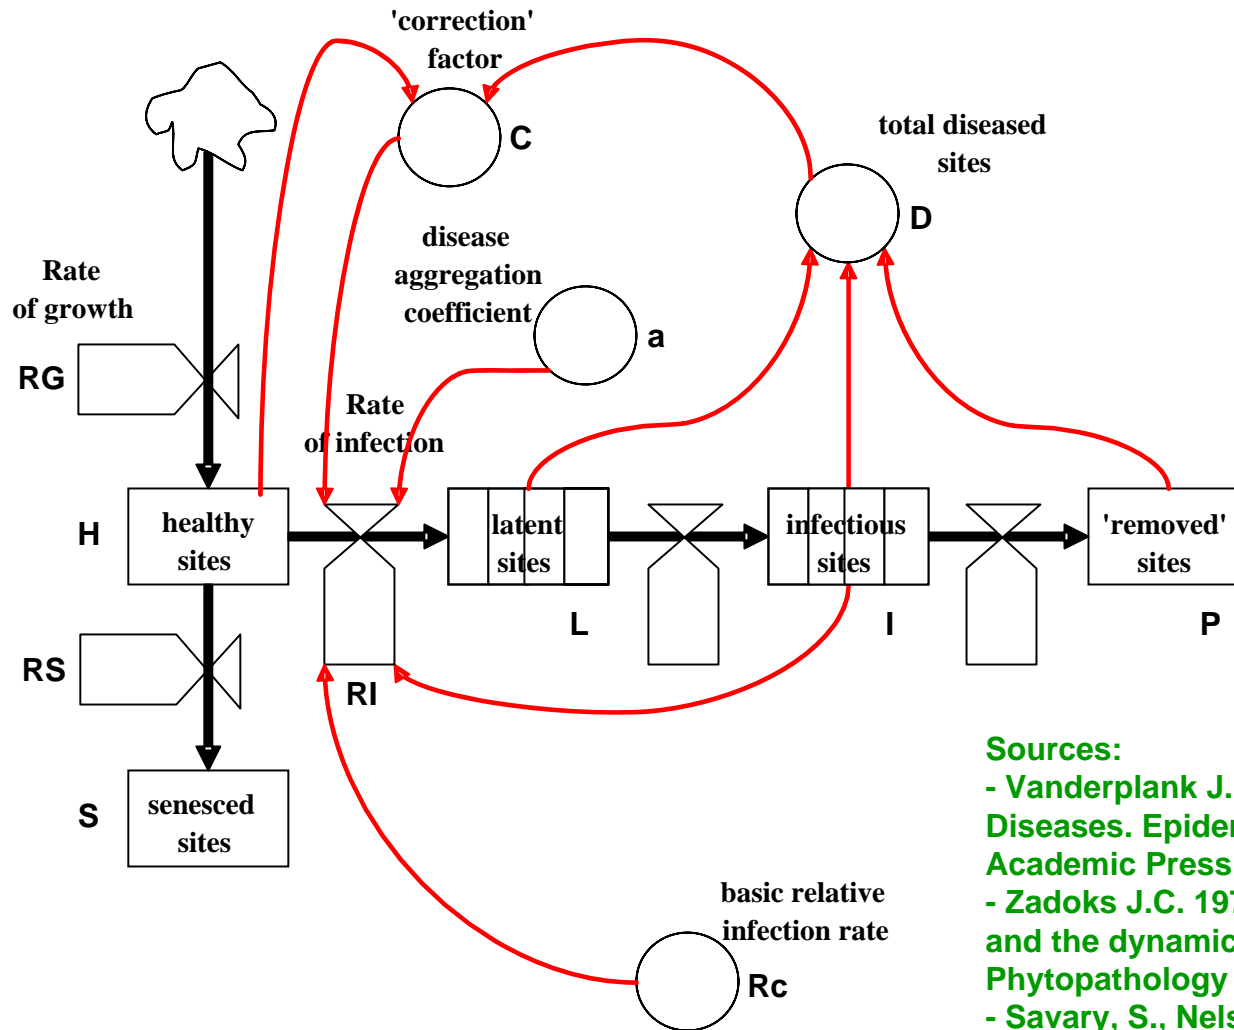 'correction'
factor
C
total diseased
sites
D
disease
aggregation
coefficient
a
Rate
of growth
RG
Rate
of infection
H
healthy
sites
latent
sites
L
infectious
sites
I
'removed'
sites
P
RS
RI
S
senesced
sites
basic relative
infection rate
Rc
Sources:
- Vanderplank J.
Diseases. Epider
Academic Press
- Zadoks J.C. 197
and the dynamic
Phytopathology
- Savary, S., Nels